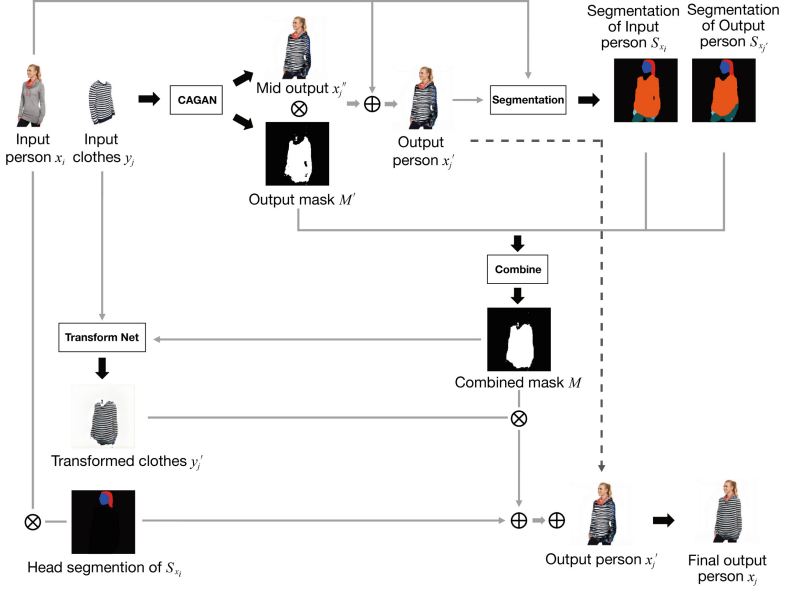 Segmentation
of Input
person S_{x_i}
Segmentation
of Output
person S_{x_j'}
CAGAN
Mid output x_j''
Segmentation
Input
person x_i
Input
clothes y_j
Output
person x_j'
Output mask M'
Combine
Transform Net
Combined mask M
Transformed clothes y_j'
Head segmention of S_{x_i}
Output person x_j'
Final output
person x_j